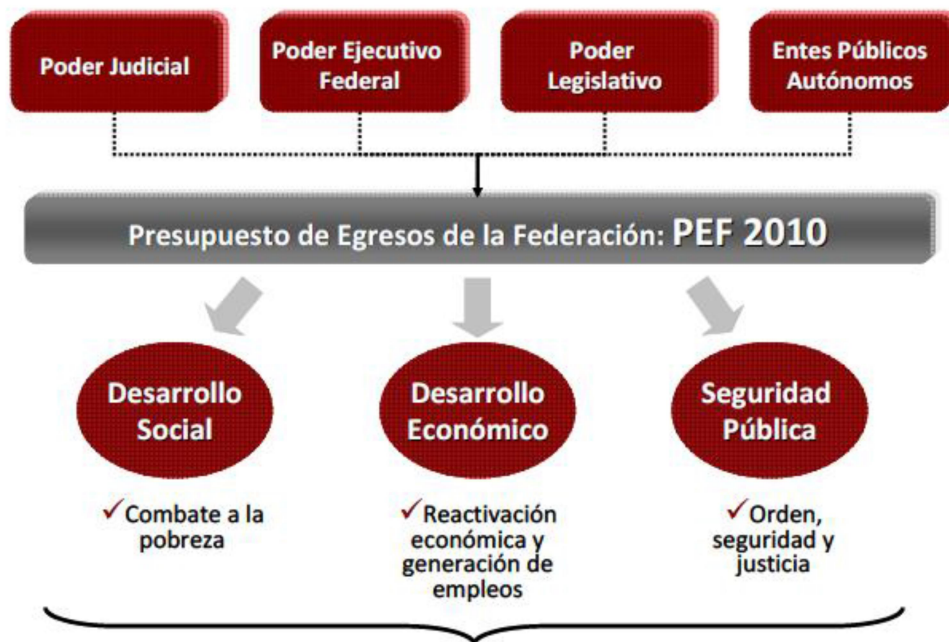 Poder Judicial
Poder Ejecutivo
Federal
Poder
Legislativo
Entes Públicos
Autónomos
Presupuesto de Egresos de la Federación: PEF 2010
Desarrollo
Social
Desarrollo
Económico
Seguridad
Pública
✓Combate a la
pobreza
✓Reactivación
económica y
generación de
empleos
✓Orden,
seguridad y
justicia